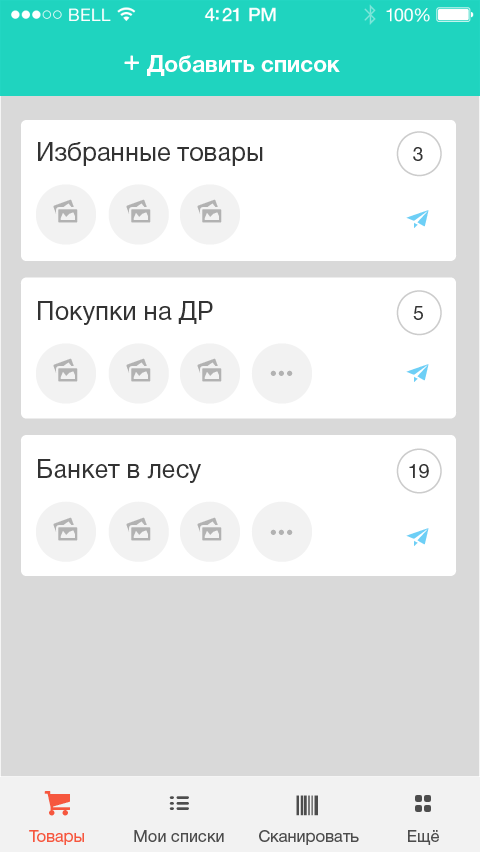 BELL 4:21 PM 100%
+ Добавить список
Избранные товары 3
Покупки на ДР 5
Банкет в лесу 19
Товары Мои списки Сканировать Ещё